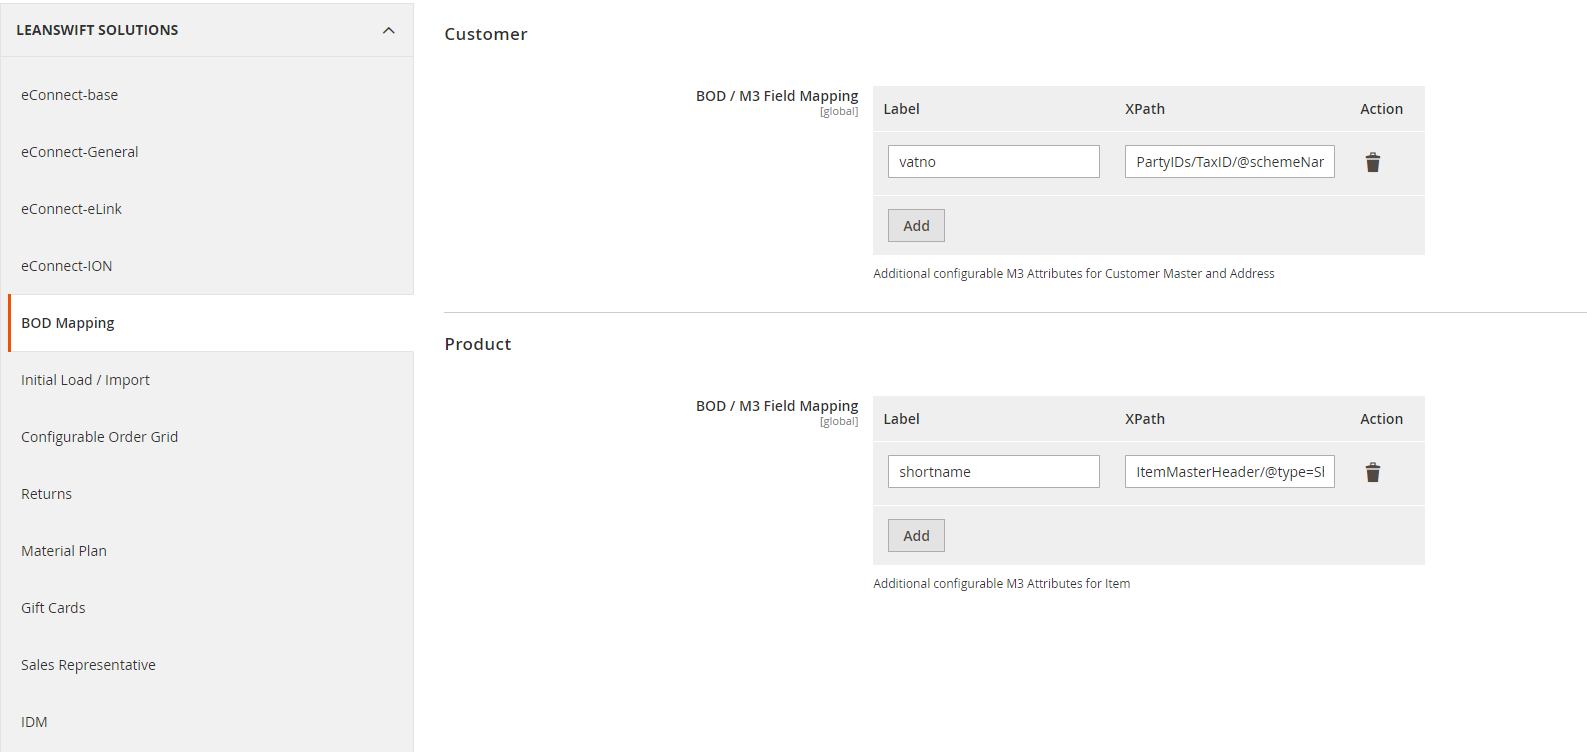 LEANSWIFT SOLUTIONS
eConnect-base
eConnect-General
eConnect-eLink
eConnect-ION
BOD Mapping
Initial Load / Import
Configurable Order Grid
Returns
Material Plan
Gift Cards
Sales Representative
IDM
Customer
BOD / M3 Field Mapping
[global]
Label XPath Action
vatno PartyIDs/TaxID/@schemeNar
Add
Additional configurable M3 Attributes for Customer Master and Address
Product
BOD / M3 Field Mapping
[global]
Label XPath Action
shortname ItemMasterHeader/@type=Sl
Add
Additional configurable M3 Attributes for Item